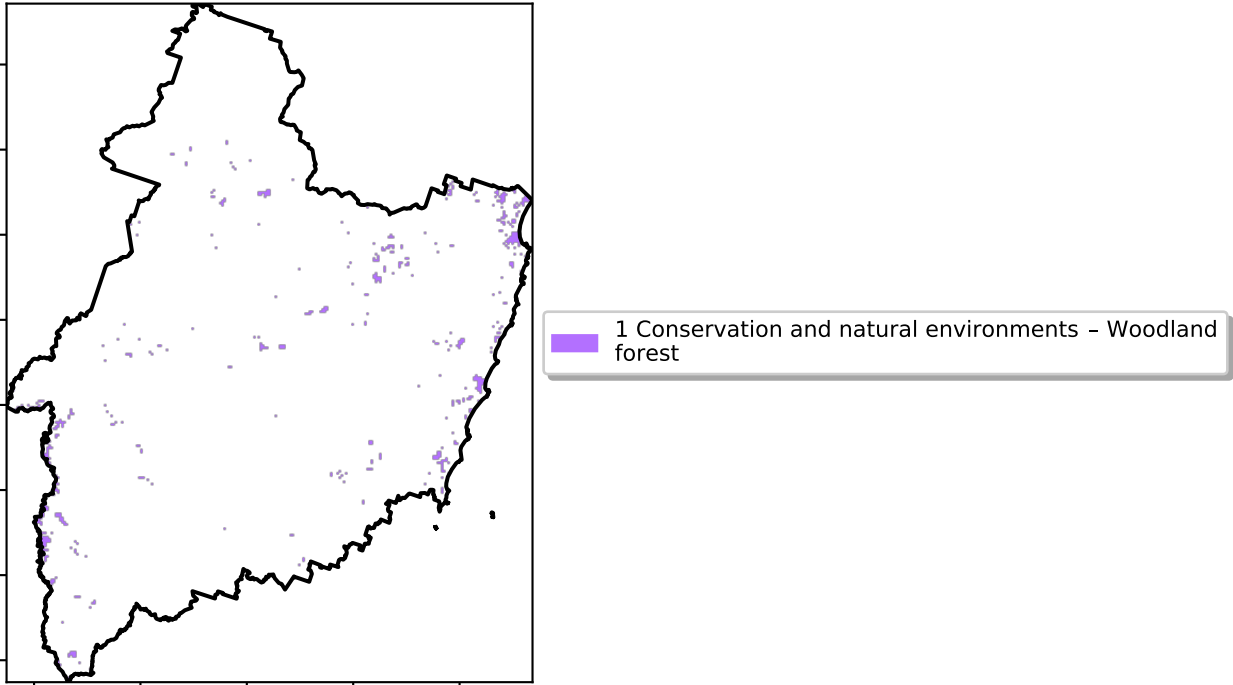 1 Conservation and natural environments – Woodland
forest